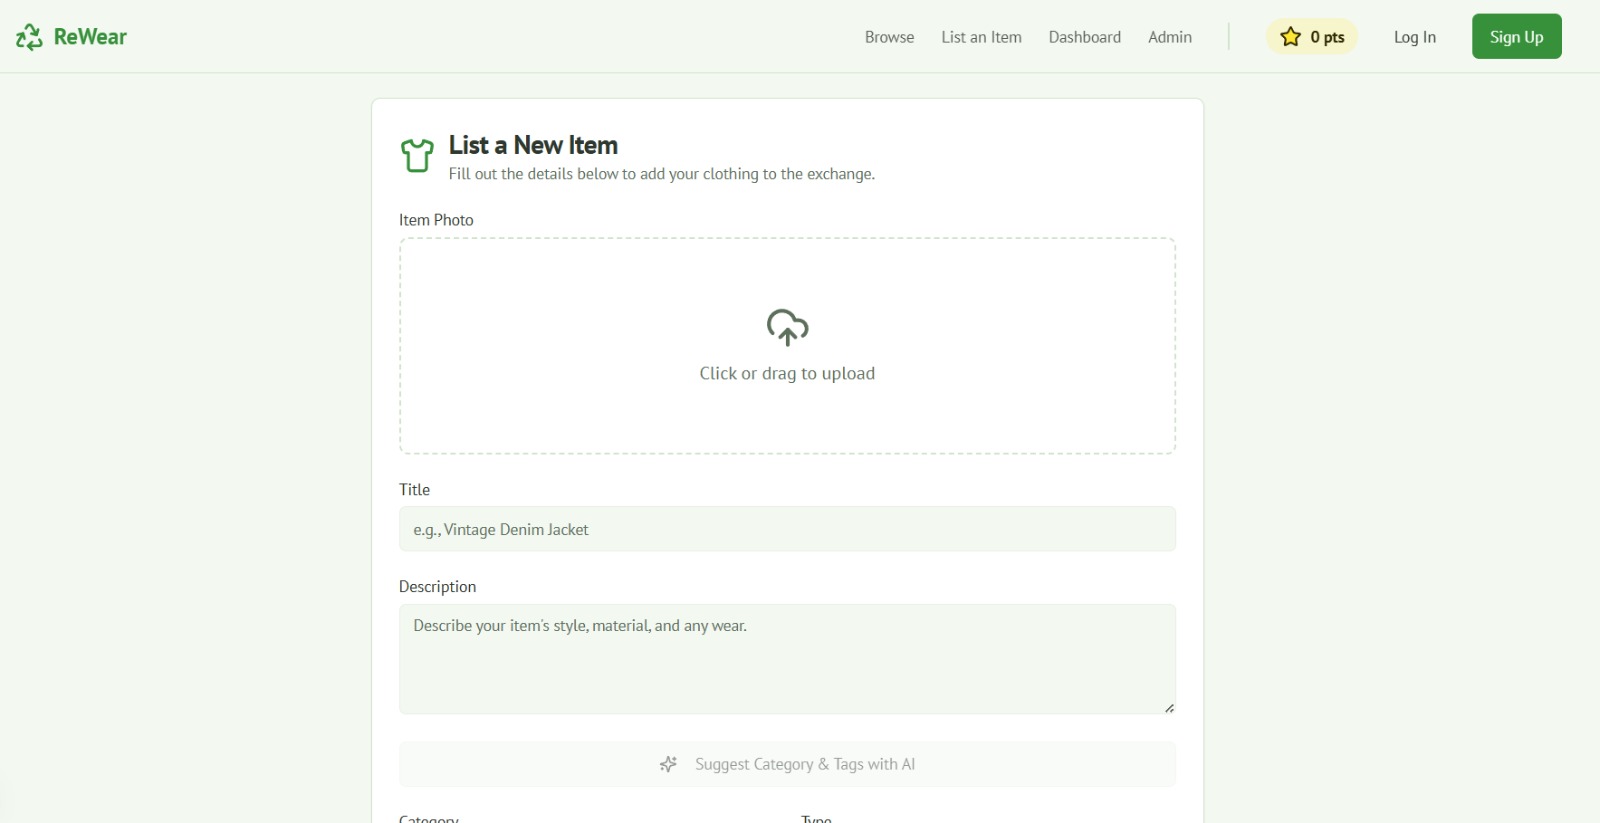 ReWear
Browse
List an Item
Dashboard
Admin
0 pts
Log In
Sign Up
List a New Item
Fill out the details below to add your clothing to the exchange.
Item Photo
Click or drag to upload
Title
e.g., Vintage Denim Jacket
Description
Describe your item's style, material, and any wear.
Suggest Category & Tags with AI
Category
Type